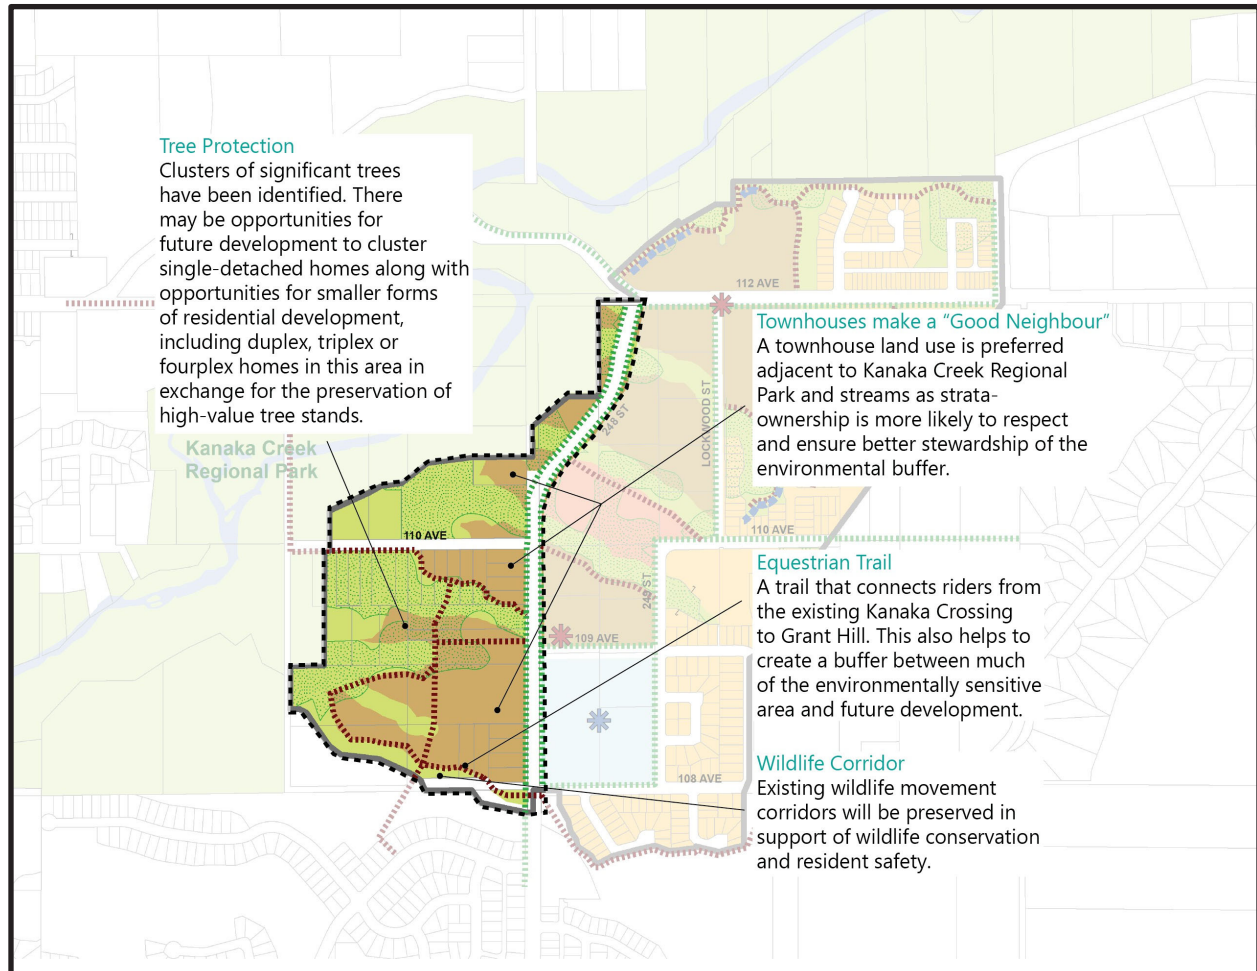 Tree Protection
Clusters of significant trees
have been identified. There
may be opportunities for
future development to cluster
single-detached homes along with
opportunities for smaller forms
of residential development,
including duplex, triplex or
fourplex homes in this area in
exchange for the preservation of
high-value tree stands.
Kanaka Creek
Regional Park
112 AVE
Townhouses make a “Good Neighbour”
A townhouse land use is preferred
adjacent to Kanaka Creek Regional
Park and streams as strata-
ownership is more likely to respect
and ensure better stewardship of the
environmental buffer.
248 ST
LOCKWOOD ST
110 AVE
110 AVE
Equestrian Trail
A trail that connects riders from
the existing Kanaka Crossing
to Grant Hill. This also helps to
create a buffer between much
of the environmentally sensitive
area and future development.
249 ST
109 AVE
Wildlife Corridor
Existing wildlife movement
corridors will be preserved in
support of wildlife conservation
and resident safety.
108 AVE